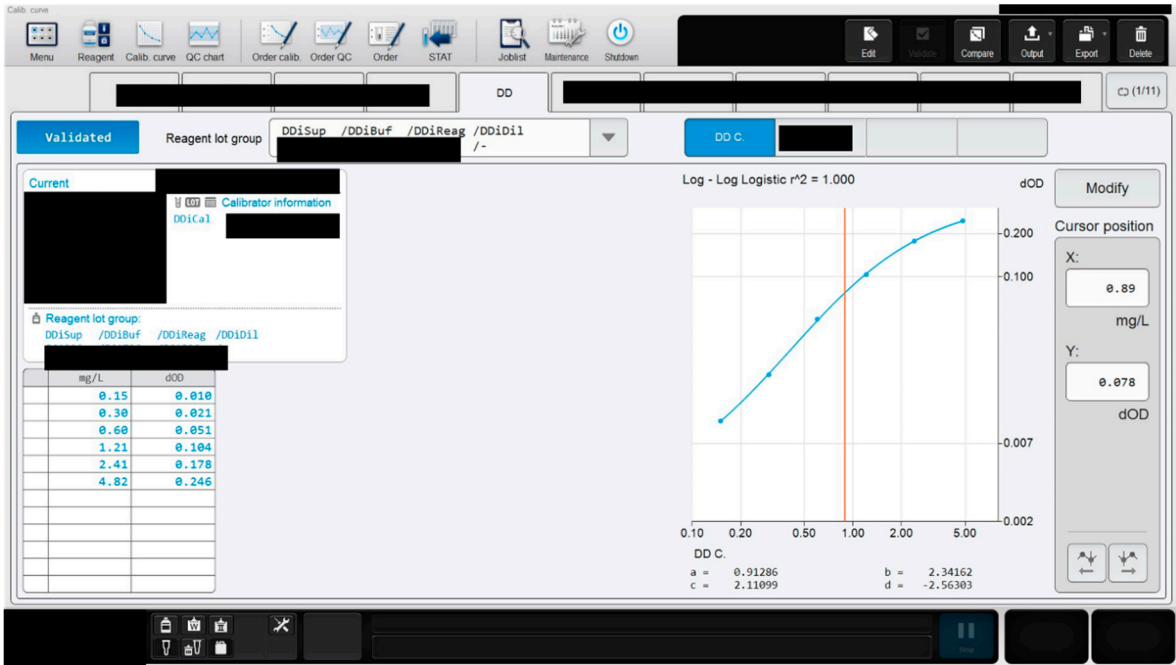 Calib. curve
Menu Reagent Calib. curve QC chart Order calib. Order QC Order STAT Joblist Maintenance Shutdown Edit Validate Compare Output Export Delete
DD (1/11)
Validated Reagent lot group DDiSup /DDiBuf /DDiReag /DDiDil
/-
DD C.
Current
LOT Calibrator information
DDiCal
Reagent lot group:
DDiSup /DDiBuf /DDiReag /DDiDil
mg/L dOD
0.15 0.010
0.30 0.021
0.60 0.051
1.21 0.104
2.41 0.178
4.82 0.246
Log - Log Logistic r^2 = 1.000 dOD
0.200
0.100
0.007
0.002
0.10 0.20 0.50 1.00 2.00 5.00
DD C.
a = 0.91286 b = 2.34162
c = 2.11099 d = -2.56303
Modify
Cursor position
X:
0.89
mg/L
Y:
0.078
dOD
W
Stop